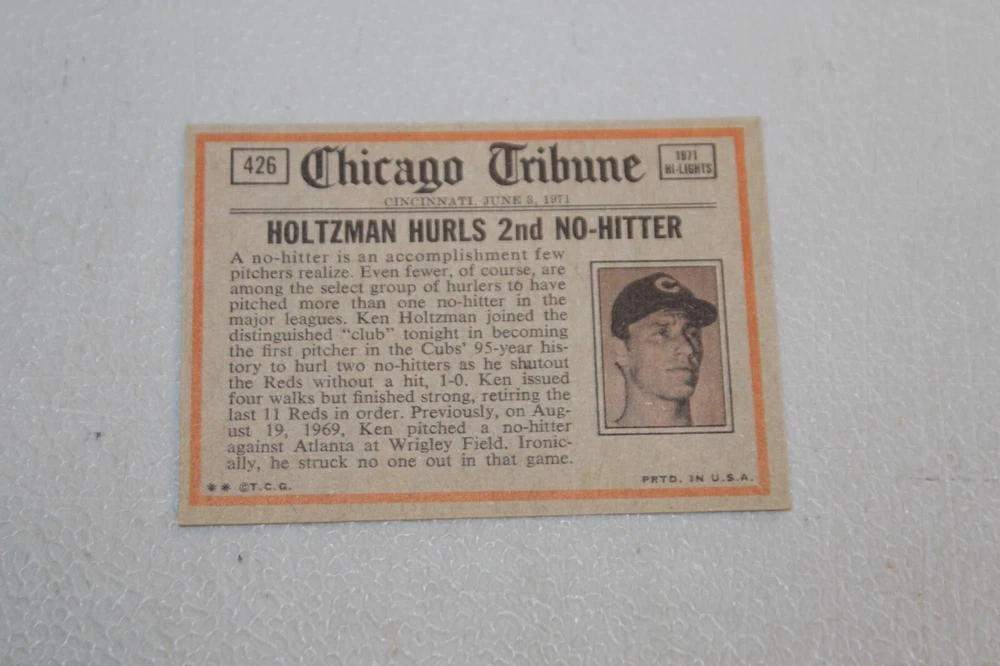 426
Chicago Tribune
1971
HI-LIGHTS
CINCINNATI, JUNE 3, 1971
HOLTZMAN HURLS 2nd NO-HITTER
A no-hitter is an accomplishment few
pitchers realize. Even fewer, of course, are
among the select group of hurlers to have
pitched more than one no-hitter in the
major leagues. Ken Holtzman joined the
distinguished “club” tonight in becoming
the first pitcher in the Cubs’ 95-year his-
tory to hurl two no-hitters as he shutout
the Reds without a hit, 1-0. Ken issued
four walks but finished strong, retiring the
last 11 Reds in order. Previously, on Aug-
ust 19, 1969, Ken pitched a no-hitter
against Atlanta at Wrigley Field. Ironic-
ally, he struck no one out in that game.
C
** ©T.C.G.
PRTD. IN U.S.A.